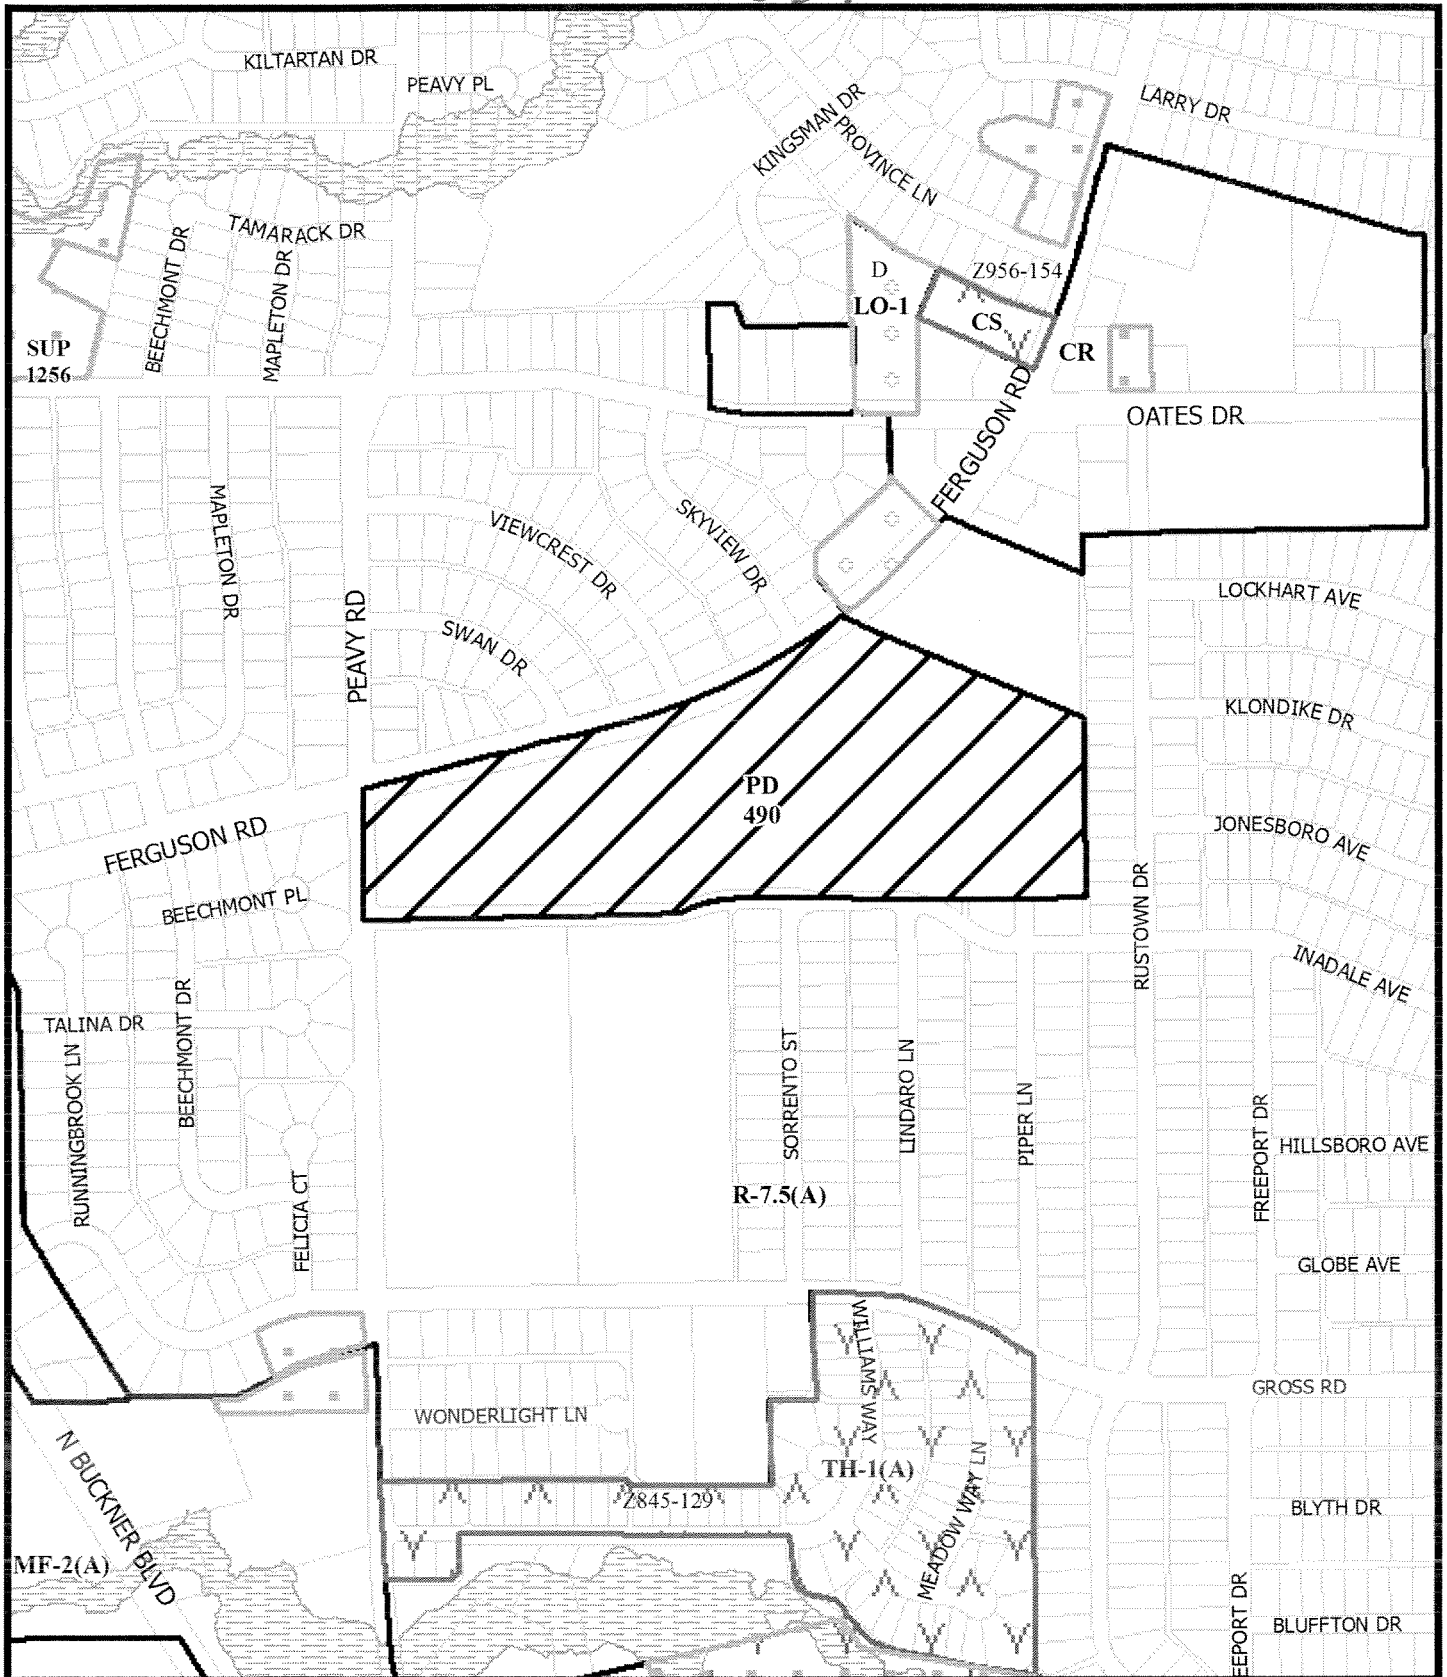 KILTARTAN DR
PEAVY PL
LARRY DR
KINGSMAN DR
PROVINCE LN
TAMARACK DR
BEECHMONT DR
MAPLETON DR
D
Z956-154
LO-1
CS
SUP
1256
CR
OATES DR
FERGUSON RD
MAPLETON DR
VIEWCREST DR
SKYVIEW DR
LOCKHART AVE
SWAN DR
PEAVY RD
KLONDIKE DR
PD
490
JONESBORO AVE
FERGUSON RD
BEECHMONT PL
RUSTOWN DR
INADALE AVE
TALINA DR
RUNNINGBROOK LN
BEECHMONT DR
SORRENTO ST
LINDARO LN
PIPER LN
FREEPORT DR
HILLSBORO AVE
FELICIA CT
R-7.5(A)
GLOBE AVE
WILLIAMS WAY
GROSS RD
WONDERLIGHT LN
N BUCKNER BLVD
TH-1(A)
MEADOW WAY LN
Z845-129
BLYTH DR
MF-2(A)
EEPORT DR
BLUFFTON DR